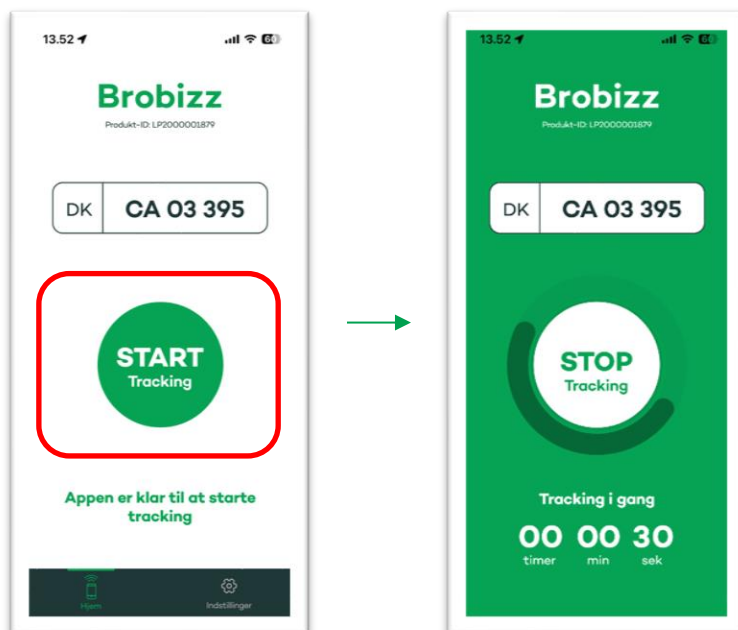 13.52
60
Brobizz
Produkt-ID: LP2000001879
DK CA 03 395
START
Tracking
Appen er klar til at starte
tracking
Hjem Indstillinger
13.52
60
Brobizz
Produkt-ID: LP2000001879
DK CA 03 395
STOP
Tracking
Tracking i gang
00 00 30
timer min sek